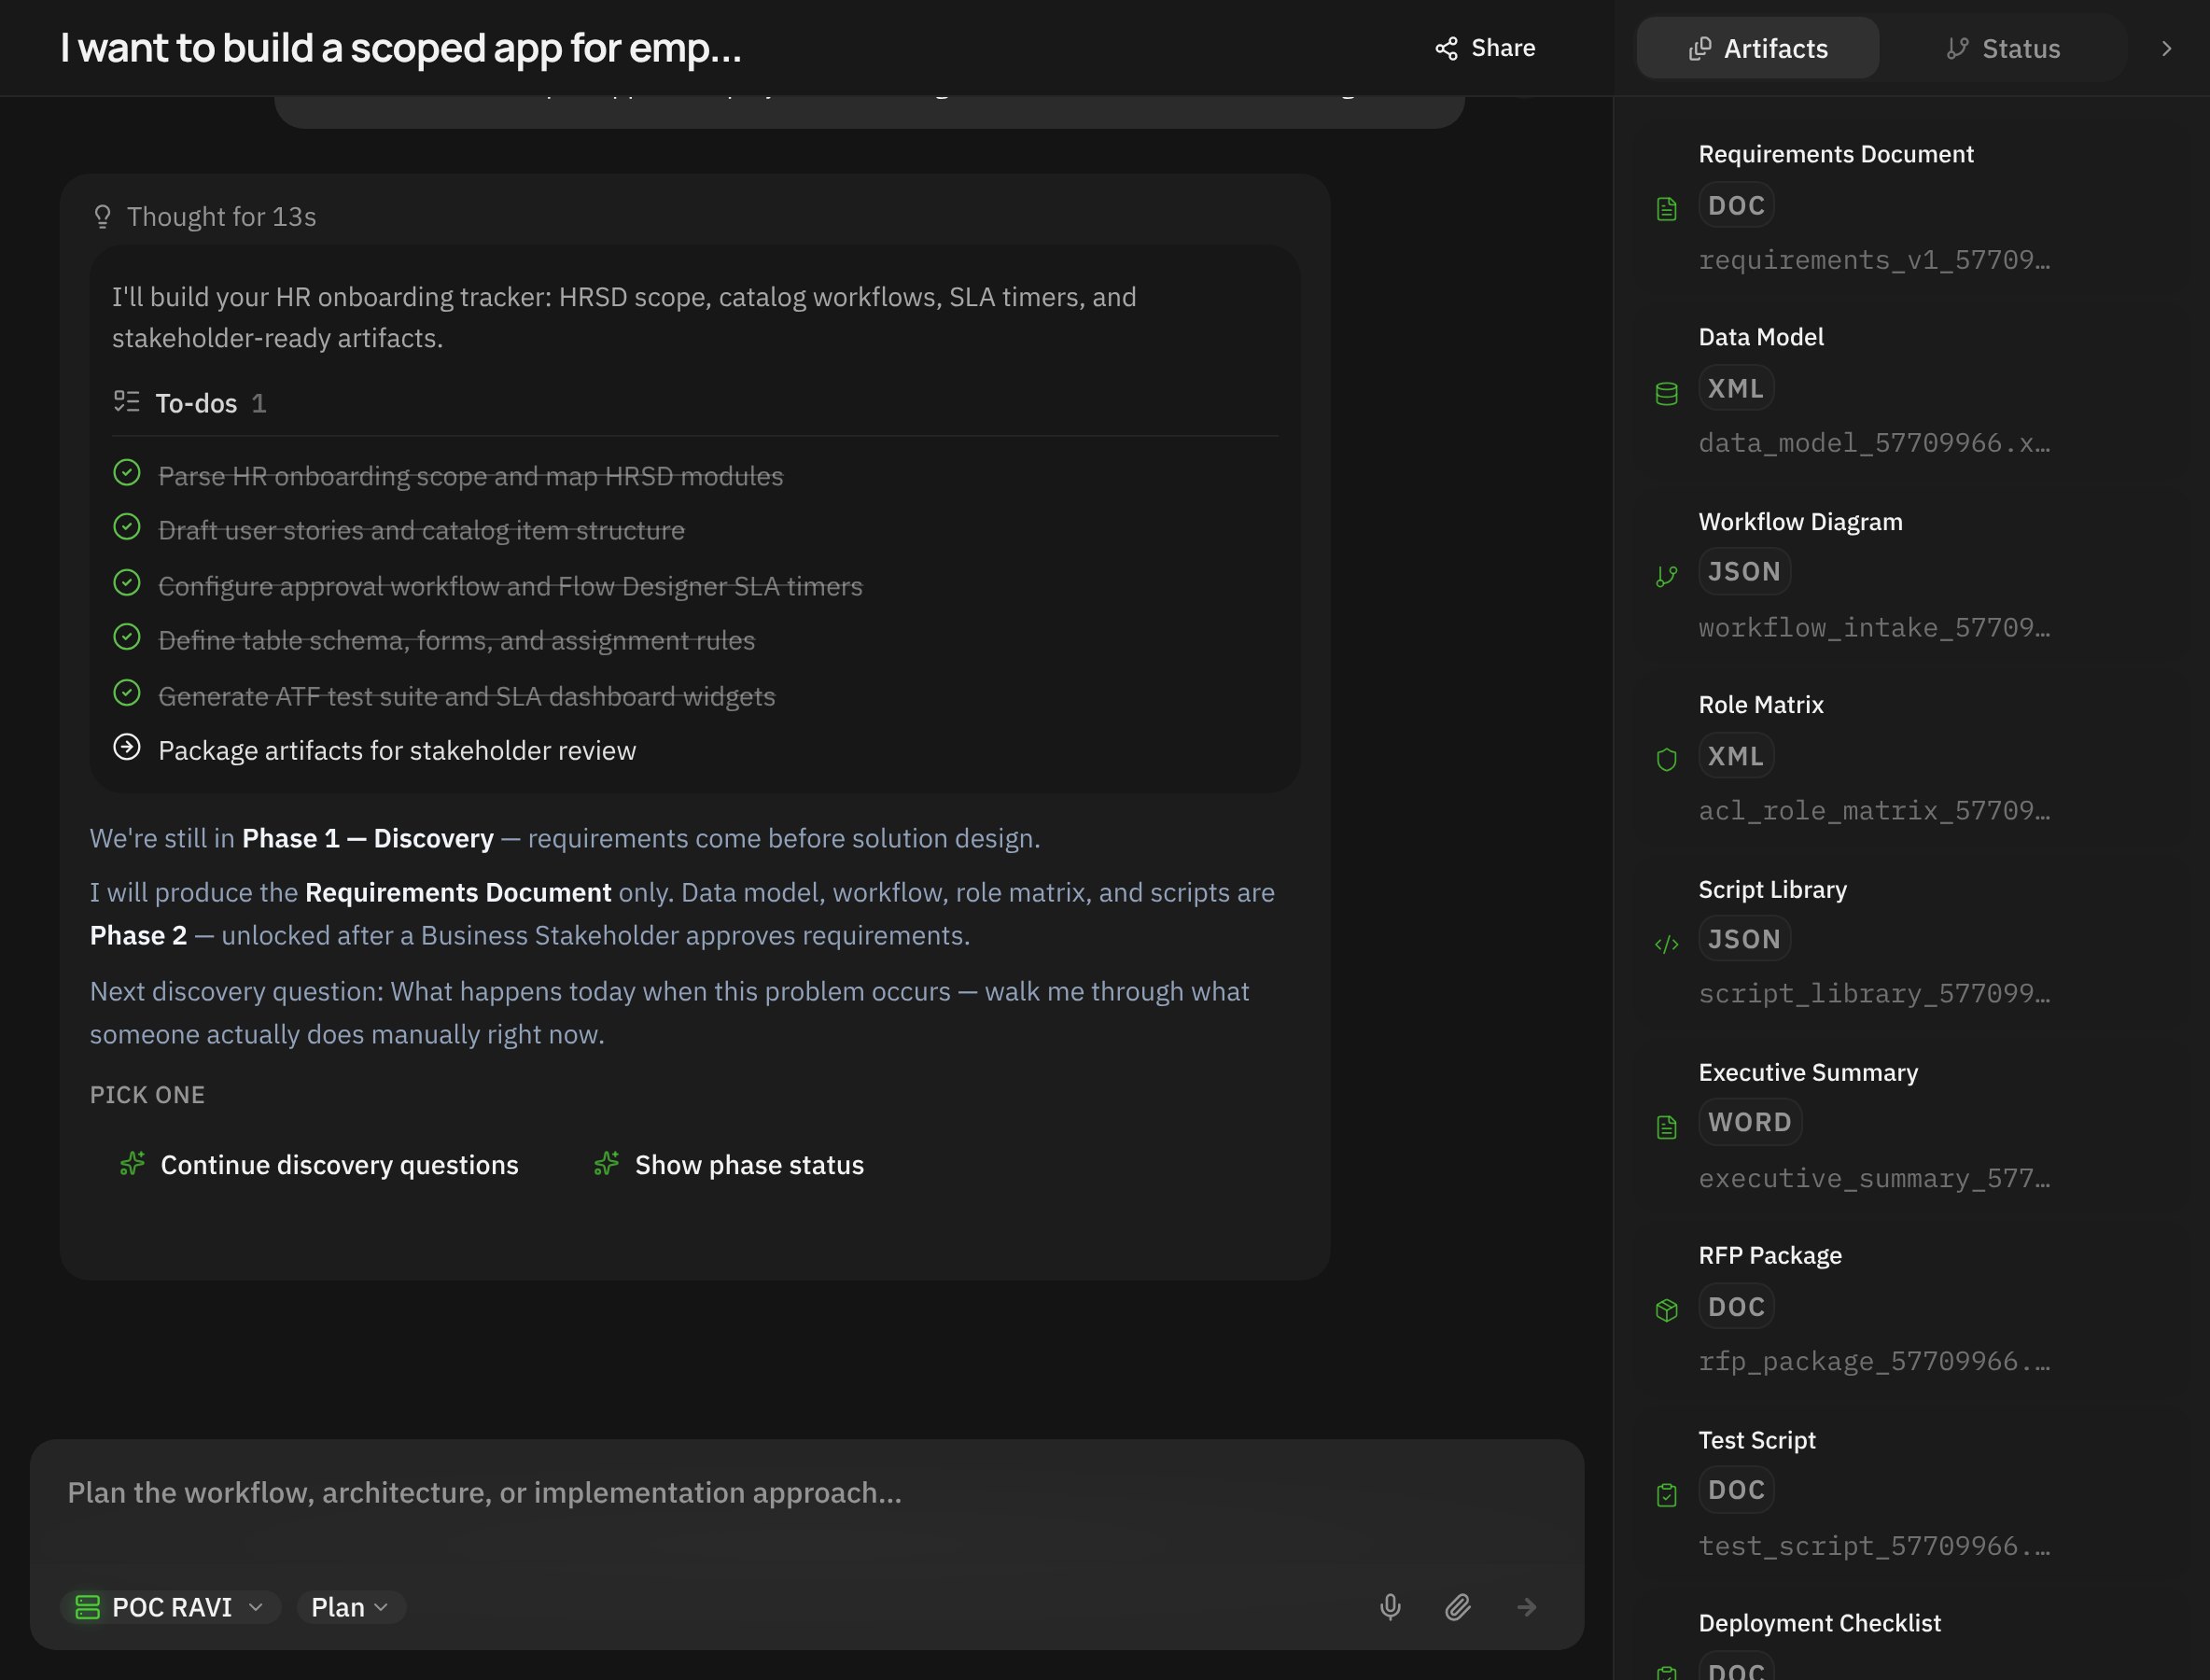 I want to build a scoped app for emp...
Share
Artifacts
Status
Thought for 13s
I'll build your HR onboarding tracker: HRSD scope, catalog workflows, SLA timers, and
stakeholder-ready artifacts.
To-dos 1
Parse HR onboarding scope and map HRSD modules
Draft user stories and catalog item structure
Configure approval workflow and Flow Designer SLA timers
Define table schema, forms, and assignment rules
Generate ATF test suite and SLA dashboard widgets
Package artifacts for stakeholder review
We're still in Phase 1 — Discovery — requirements come before solution design.
I will produce the Requirements Document only. Data model, workflow, role matrix, and scripts are
Phase 2 — unlocked after a Business Stakeholder approves requirements.
Next discovery question: What happens today when this problem occurs — walk me through what
someone actually does manually right now.
PICK ONE
Continue discovery questions
Show phase status
Plan the workflow, architecture, or implementation approach...
POC RAVI
Plan
Requirements Document
DOC
requirements_v1_57709…
Data Model
XML
data_model_57709966.x…
Workflow Diagram
JSON
workflow_intake_57709…
Role Matrix
XML
acl_role_matrix_57709…
Script Library
JSON
script_library_577099…
Executive Summary
WORD
executive_summary_577…
RFP Package
DOC
rfp_package_57709966.…
Test Script
DOC
test_script_57709966.…
Deployment Checklist
DOC